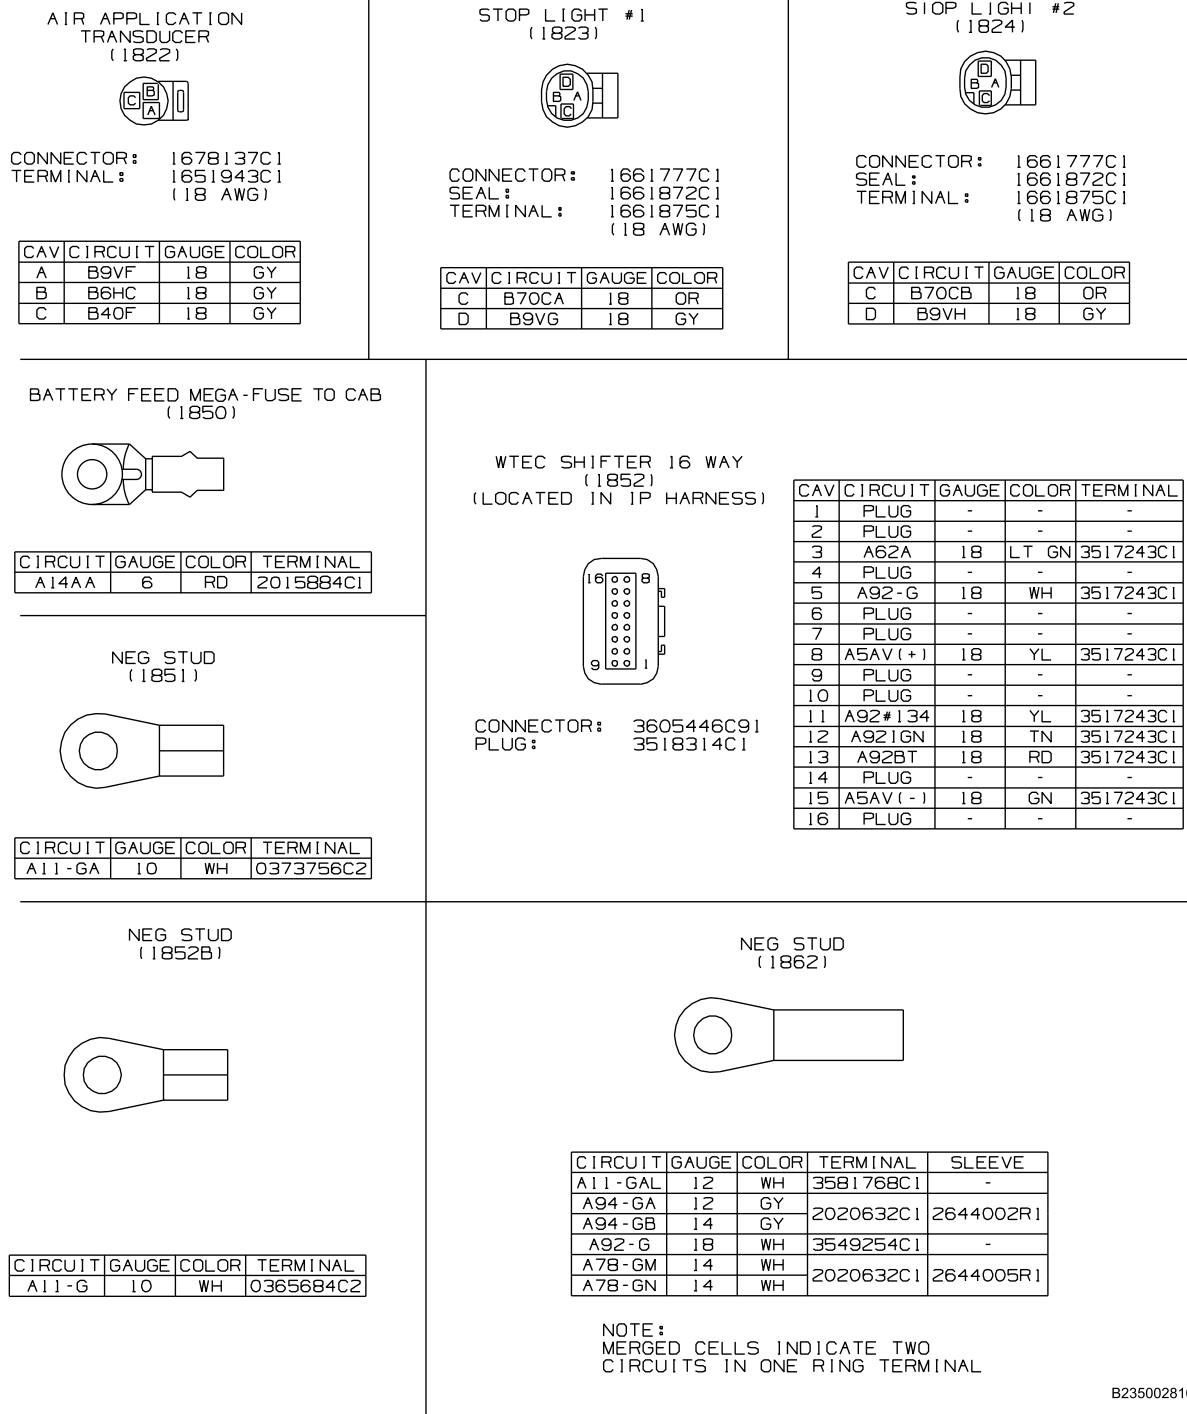 AIR APPLICATION
TRANSDUCER
(1822)
B
C
A
CONNECTOR: 1678137C1
TERMINAL: 1651943C1
(18 AWG)
CAV CIRCUIT GAUGE COLOR
A B9VF 18 GY
B B6HC 18 GY
C B40F 18 GY
STOP LIGHT #1
(1823)
D
B A
C
CONNECTOR: 1661777C1
SEAL: 1661872C1
TERMINAL: 1661875C1
(18 AWG)
CAV CIRCUIT GAUGE COLOR
C B70CA 18 OR
D B9VG 18 GY
STOP LIGHT #2
(1824)
D
B A
C
CONNECTOR: 1661777C1
SEAL: 1661872C1
TERMINAL: 1661875C1
(18 AWG)
CAV CIRCUIT GAUGE COLOR
C B70CB 18 OR
D B9VH 18 GY
BATTERY FEED MEGA-FUSE TO CAB
(1850)
CIRCUIT GAUGE COLOR TERMINAL
A14AA 6 RD 2015884C1
NEG STUD
(1851)
CIRCUIT GAUGE COLOR TERMINAL
A11-GA 10 WH 0373756C2
WTEC SHIFTER 16 WAY
(1852)
(LOCATED IN IP HARNESS)
16 8
9 1
CONNECTOR: 3605446C91
PLUG: 3518314C1
CAV CIRCUIT GAUGE COLOR TERMINAL
1 PLUG - - -
2 PLUG - - -
3 A62A 18 LT GN 3517243C1
4 PLUG - - -
5 A92-G 18 WH 3517243C1
6 PLUG - - -
7 PLUG - - -
8 A5AV(+) 18 YL 3517243C1
9 PLUG - - -
10 PLUG - - -
11 A92#134 18 YL 3517243C1
12 A92IGN 18 TN 3517243C1
13 A92BT 18 RD 3517243C1
14 PLUG - - -
15 A5AV(-) 18 GN 3517243C1
16 PLUG - - -
NEG STUD
(1852B)
CIRCUIT GAUGE COLOR TERMINAL
A11-G 10 WH 0365684C2
NEG STUD
(1862)
CIRCUIT GAUGE COLOR TERMINAL SLEEVE
A11-GAL 12 WH 3581768C1 -
A94-GA 12 GY 2020632C1 2644002R1
A94-GB 14 GY
A92-G 18 WH 3549254C1 -
A78-GM 14 WH 2020632C1 2644005R1
A78-GN 14 WH
NOTE:
MERGED CELLS INDICATE TWO
CIRCUITS IN ONE RING TERMINAL
B23500281